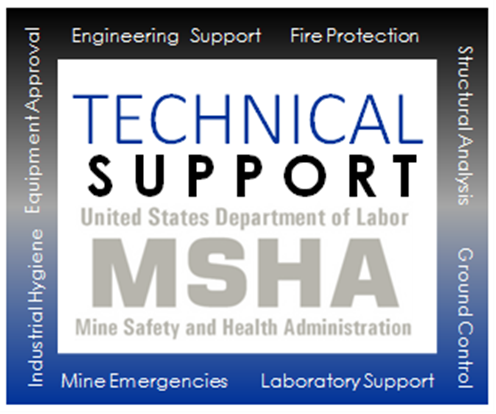 Engineering Support Fire Protection
Equipment Approval
Industrial Hygiene
TECHNICAL
SUPPORT
United States Department of Labor
MSHA
Mine Safety and Health Administration
Structural Analysis
Ground Control
Mine Emergencies Laboratory Support